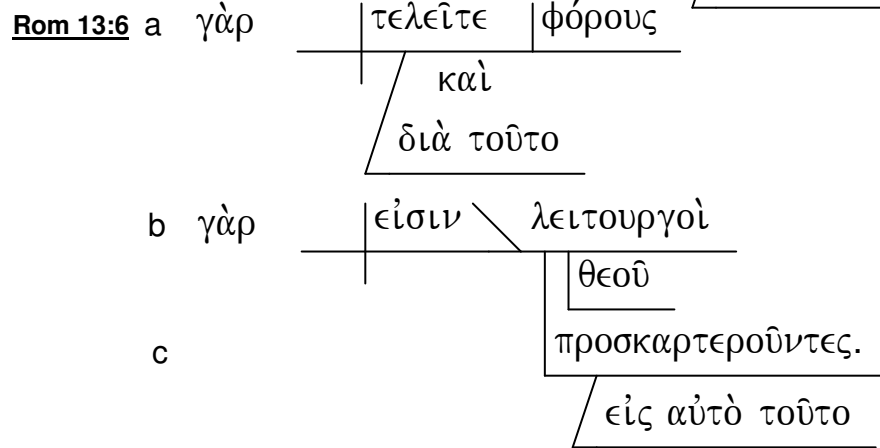 Rom 13:6 a γὰρ τελεῖτε φόρους
καὶ
διὰ τοῦτο
b γὰρ εἰσιν λειτουργοὶ
θεοῦ
c προσκαρτεροῦντες.
εἰς αὐτὸ τοῦτο